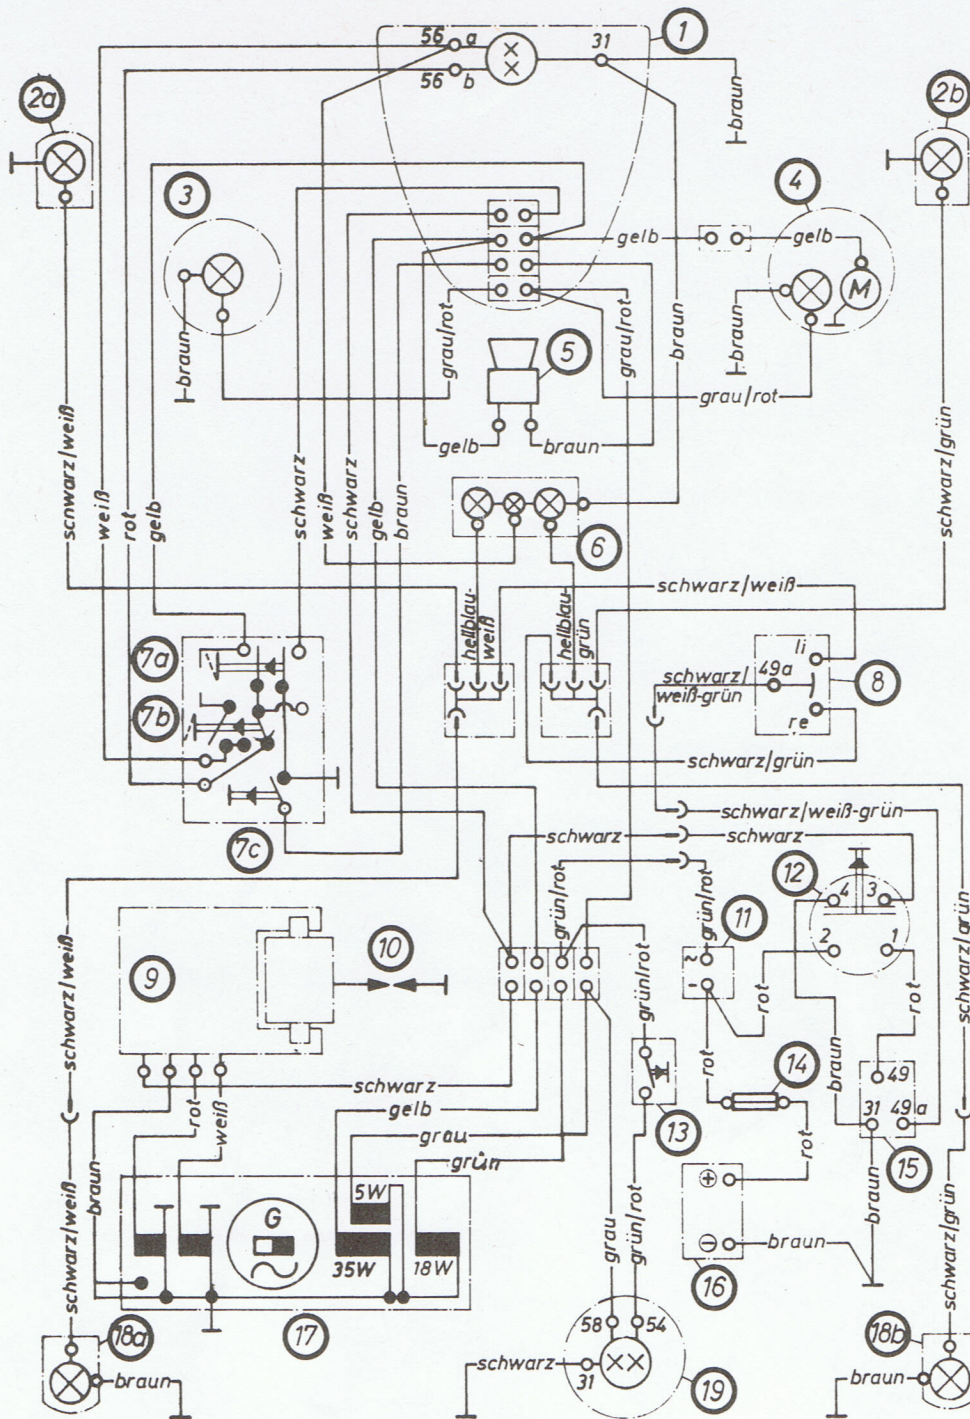 56 a
31
1
56 b
braun
2a
2b
3
4
gelb
gelb
M
braun
grau/rot
grau/rot
braun
braun
5
grau/rot
gelb
braun
schwarz/weiß
weiß
rot
gelb
schwarz
weiß
schwarz
gelb
braun
schwarz/grün
6
hellblau-
weiß
hellblau-
grün
schwarz/weiß
7a
li
49a
8
schwarz/
weiß-grün
7b
re
schwarz/grün
7c
schwarz/weiß-grün
schwarz
schwarz
12
4
3
2
1
grün/rot
grün/rot
11
~
-
9
10
schwarz/weiß
grün/rot
rot
rot
schwarz/grün
schwarz
rot
weiß
gelb
grau
grün
13
rot
14
braun
49
31
49a
15
rot
braun
5W
G
35W
18W
grau
grün/rot
+
-
braun
16
braun
schwarz/weiß
schwarz/grün
18a
17
58
54
18b
schwarz
31
19
braun
braun